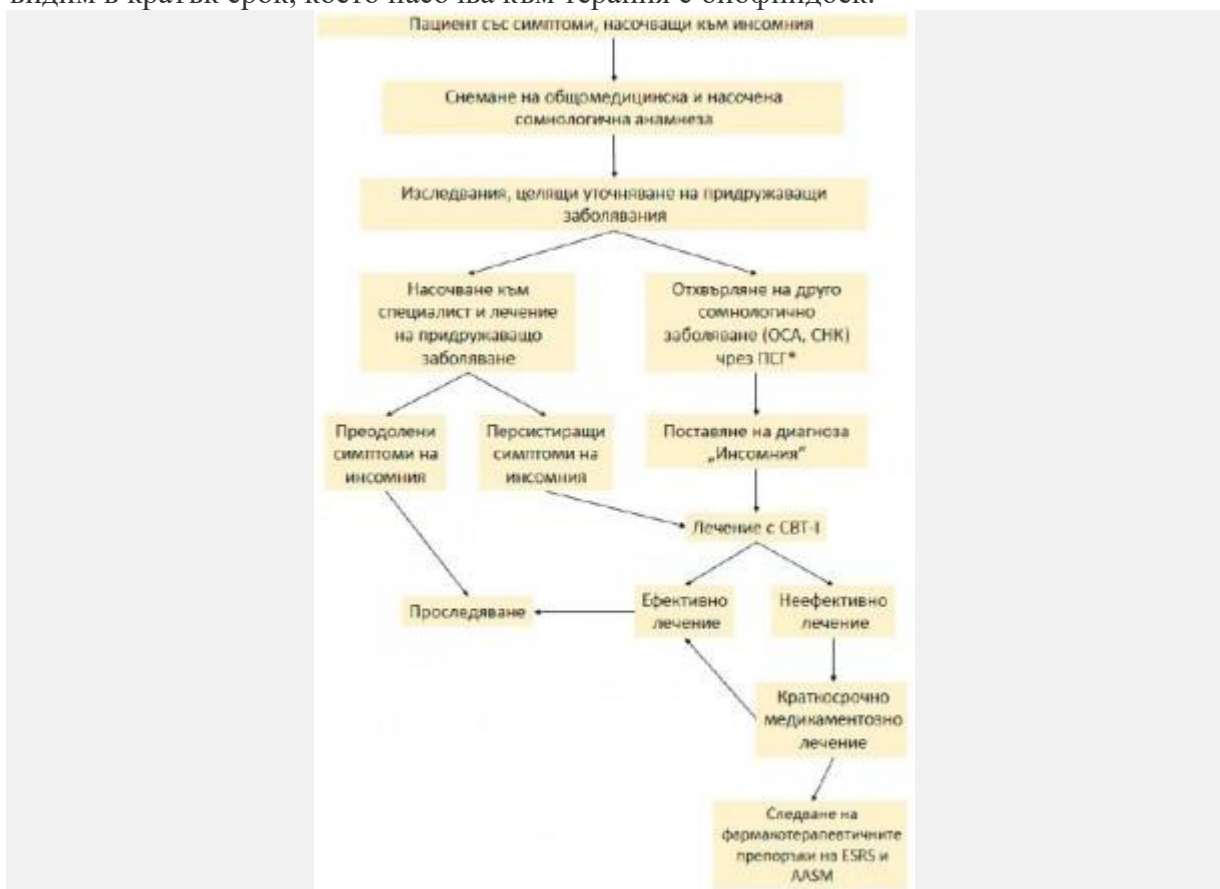 видим в кратък срок, което насочва към терапия с биофийдбек.
Пациент със симптоми, насочващи към инсомния
Снемане на общомедицинска и насочена
сомнологична анамнеза
Изследвания, целящи уточняване на придружаващи
заболявания
Насочване към
специалист и лечение
на придружаващо
заболяване
Отхвърляне на друго
сомнологично
заболяване (ОСА, СНК)
чрез ПСГ*
Преодолени
симптоми на
инсомния
Персистиращи
симптоми на
инсомния
Поставяне на диагноза
„Инсомния“
Лечение с CBT-I
Проследяване
Ефективно
лечение
Неефективно
лечение
Краткосрочно
медикаментозно
лечение
Следване на
фармакотерапевтичните
препоръки на ESRS и
AASM